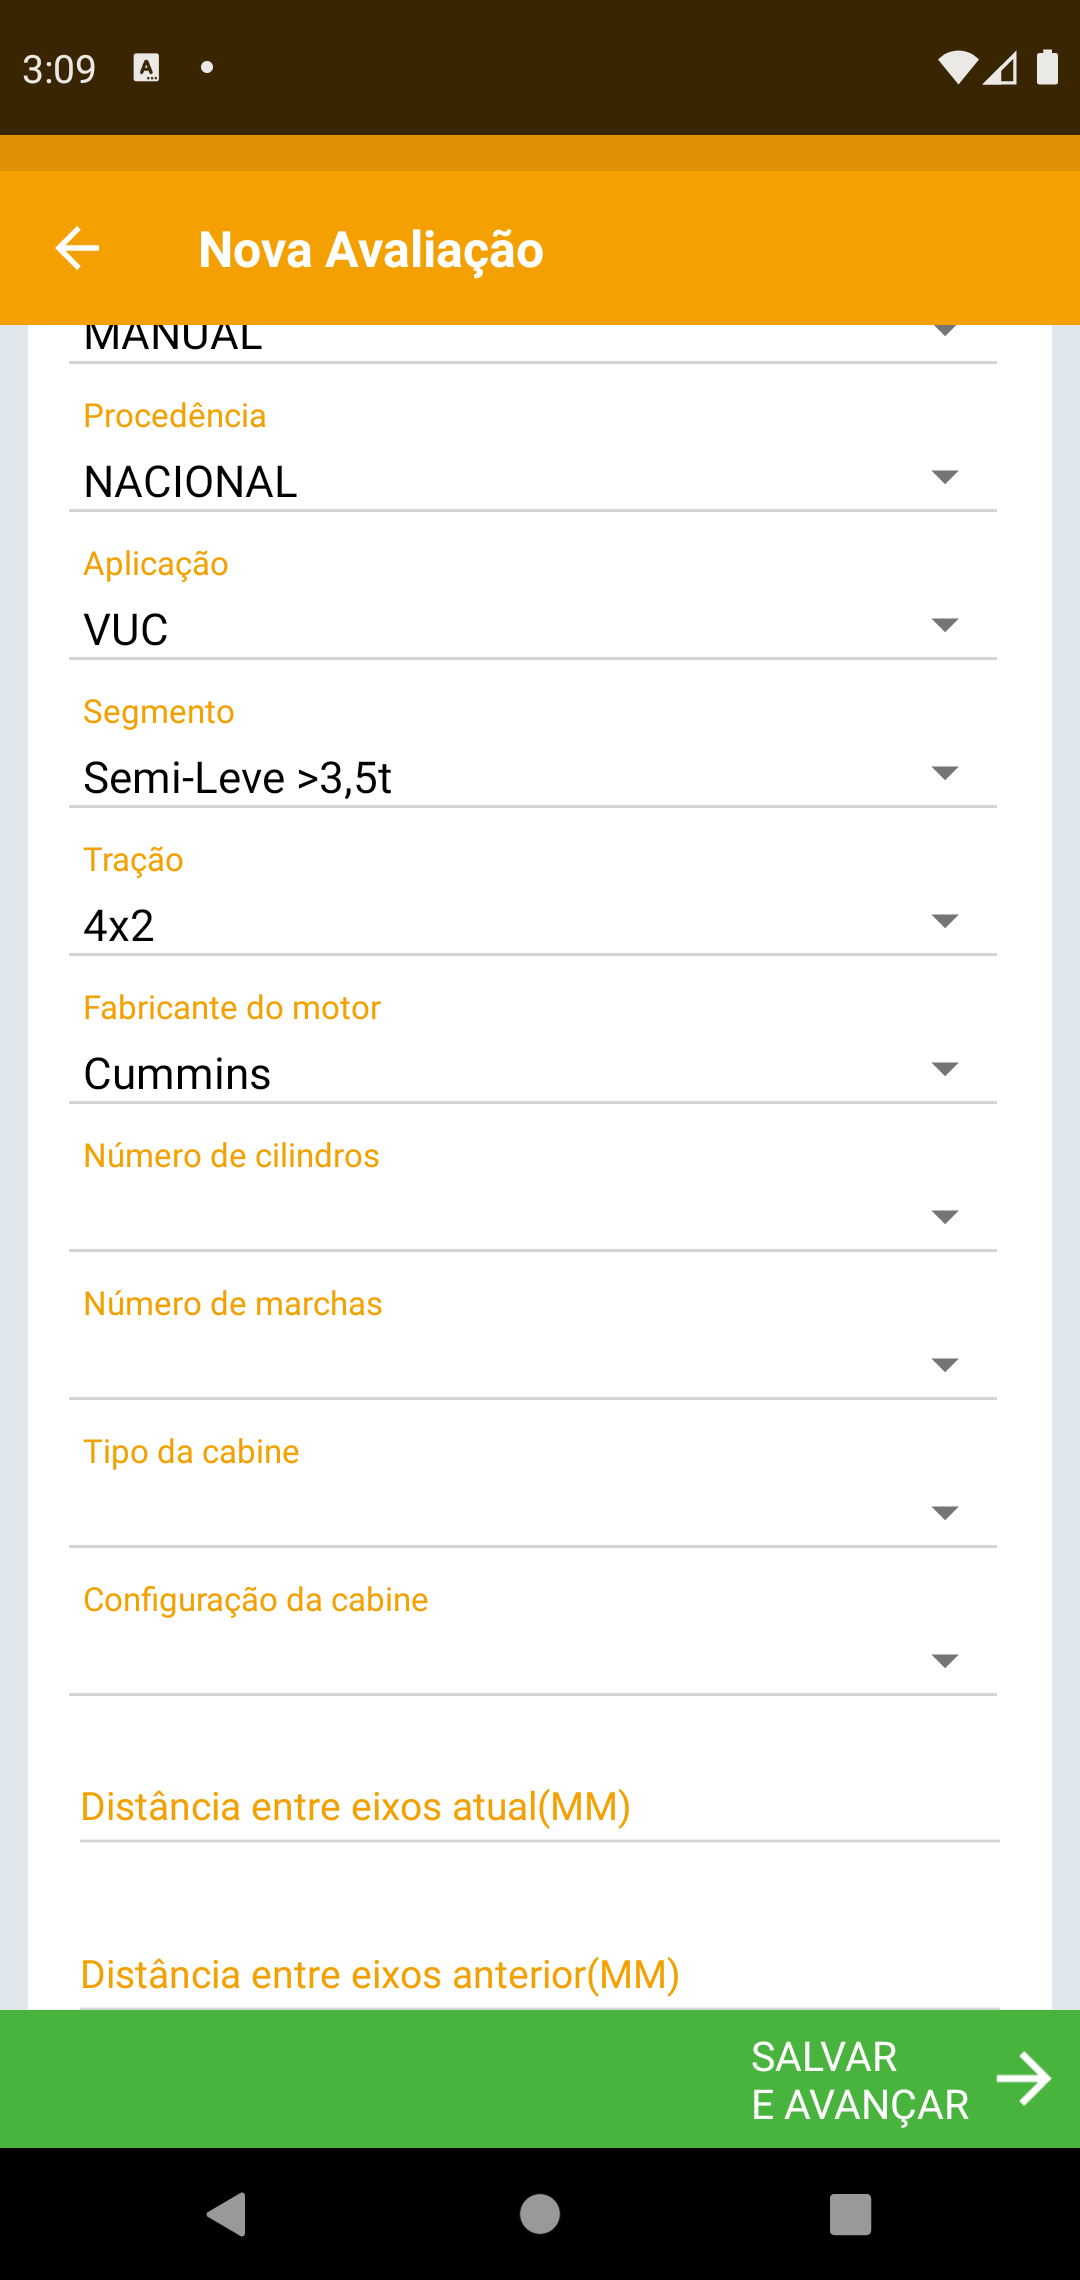 3:09
Nova Avaliação
MANUAL
Procedência
NACIONAL
Aplicação
VUC
Segmento
Semi-Leve >3,5t
Tração
4x2
Fabricante do motor
Cummins
Número de cilindros
Número de marchas
Tipo da cabine
Configuração da cabine
Distância entre eixos atual(MM)
Distância entre eixos anterior(MM)
SALVAR
E AVANÇAR